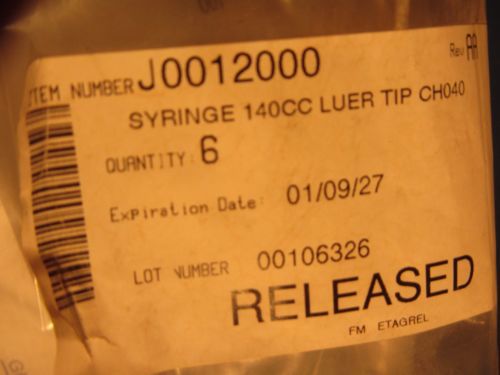 ITEM NUMBER J0012000 Rev AA
SYRINGE 140CC LUER TIP CH040
QUANTITY: 6
Expiration Date: 01/09/27
LOT NUMBER 00106326
RELEASED
FM ETAGREL